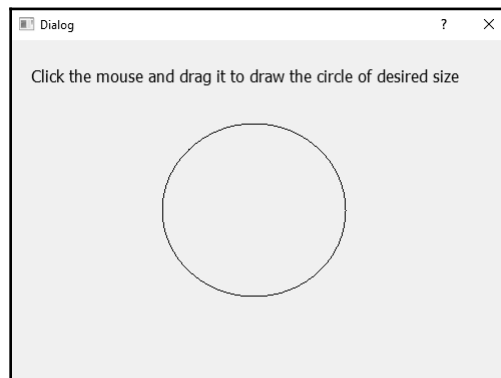 Dialog ?
Click the mouse and drag it to draw the circle of desired size